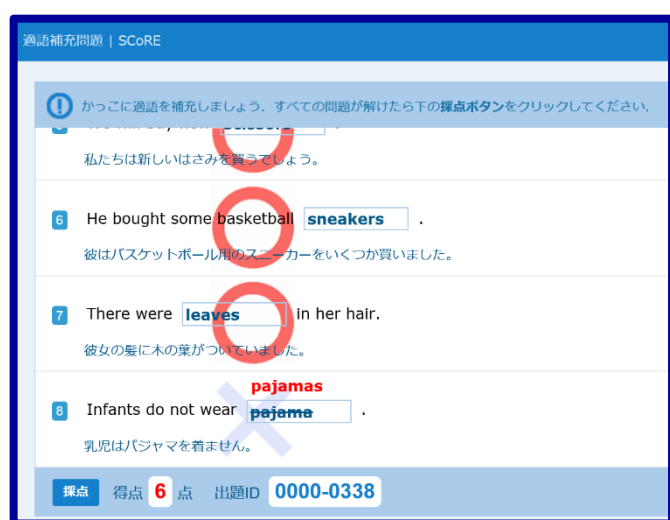 適語補充問題 | SCoRE
かっこに適語を補充しましょう．すべての問題が解けたら下の採点ボタンをクリックしてください．
私たちは新しいはさみを買うでしょう。
6 He bought some basketball sneakers .
彼はバスケットボール用のスニーカーをいくつか買いました。
7 There were leaves in her hair.
彼女の髪に木の葉がついていました。
pajamas
8 Infants do not wear pajama .
乳児はパジャマを着ません。
採点 得点 6 点 出題ID 0000-0338